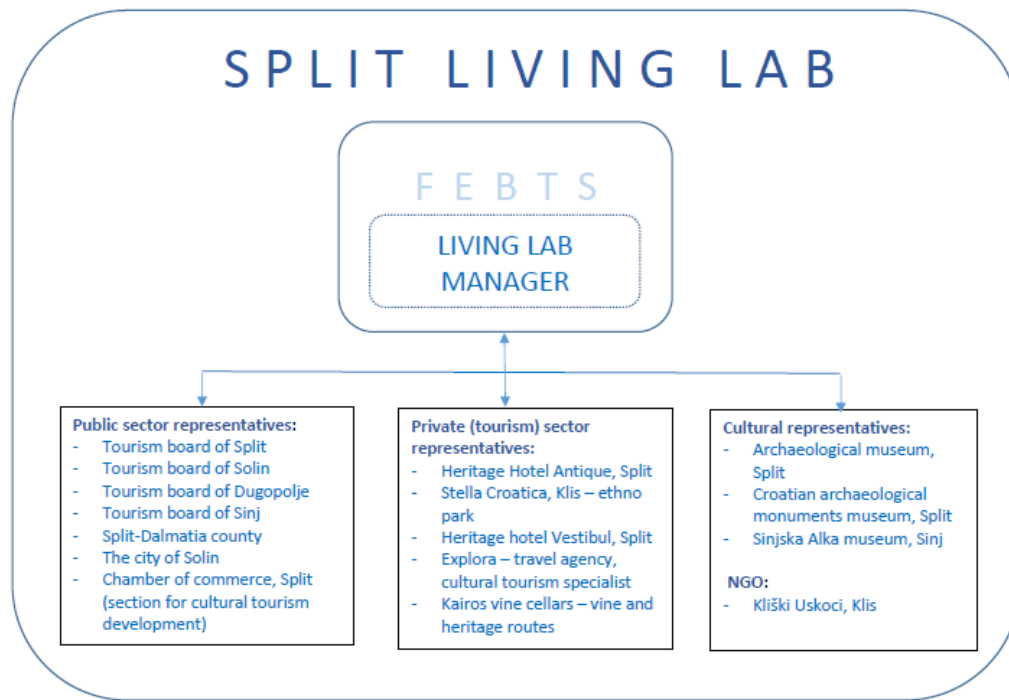 SPLIT LIVING LAB
FEBTS
LIVING LAB
MANAGER
Public sector representatives:
- Tourism board of Split
- Tourism board of Solin
- Tourism board of Dugopolje
- Tourism board of Sinj
- Split-Dalmatia county
- The city of Solin
- Chamber of commerce, Split
(section for cultural tourism
development)
Private (tourism) sector
representatives:
- Heritage Hotel Antique, Split
- Stella Croatica, Klis – ethno
park
- Heritage hotel Vestibul, Split
- Explora – travel agency,
cultural tourism specialist
- Kairos vine cellars – vine and
heritage routes
Cultural representatives:
- Archaeological museum,
Split
- Croatian archaeological
monuments museum, Split
- Sinjska Alka museum, Sinj
NGO:
- Kliški Uskoci, Klis